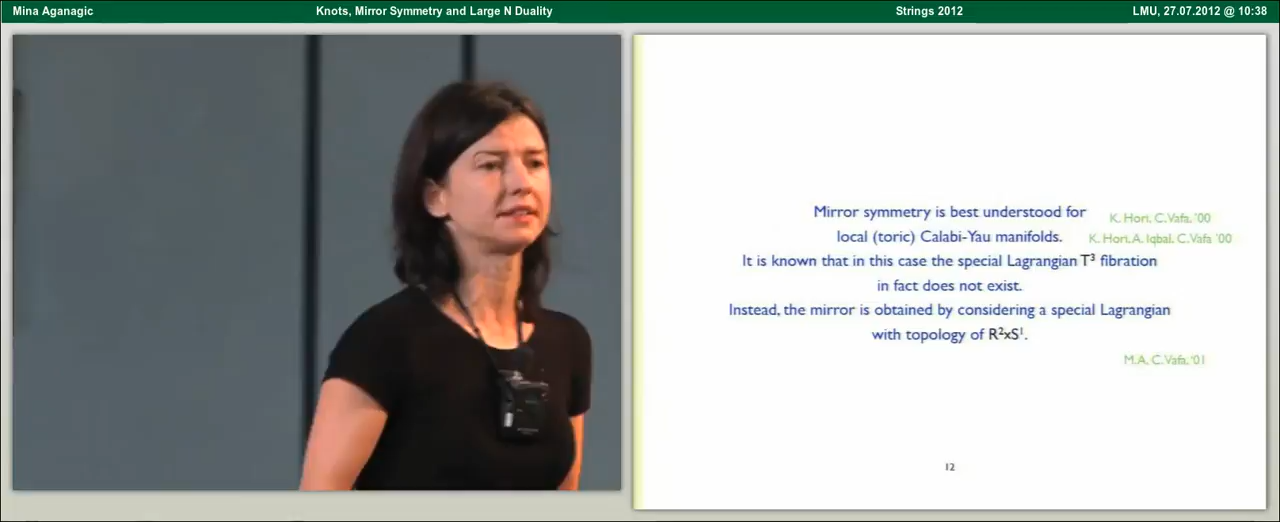 Mina Aganagic Knots, Mirror Symmetry and Large N Duality Strings 2012 LMU, 27.07.2012 @ 10:38
Mirror symmetry is best understood for K. Hori, C. Vafa, '00
local (toric) Calabi-Yau manifolds. K. Hori, A. Iqbal, C. Vafa '00
It is known that in this case the special Lagrangian T³ fibration
in fact does not exist.
Instead, the mirror is obtained by considering a special Lagrangian
with topology of R²xS¹.
M.A, C. Vafa, '01
12